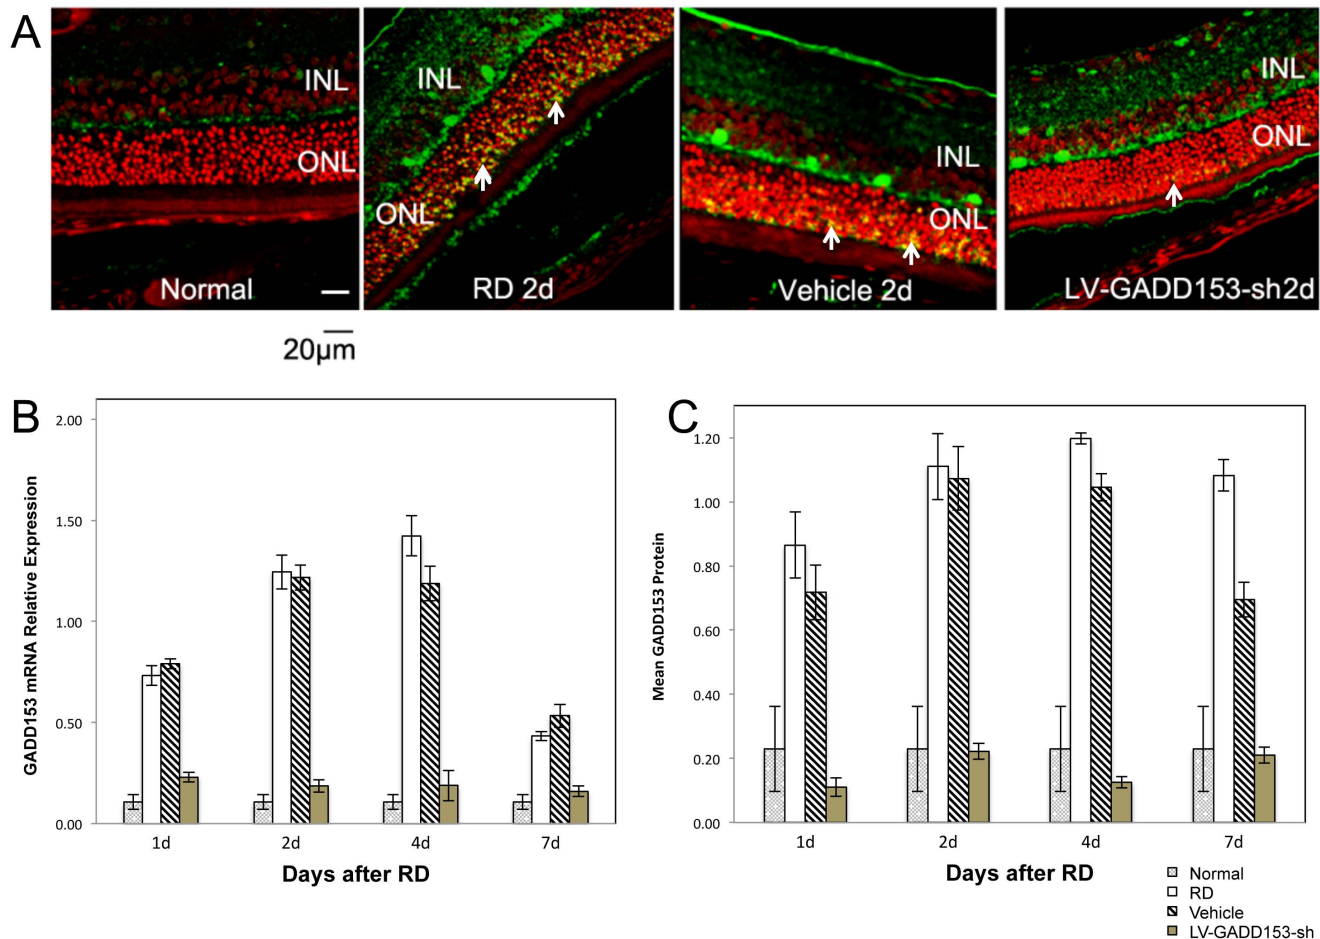 A
INL
ONL
Normal
INL
ONL
RD 2d
INL
ONL
Vehicle 2d
INL
ONL
LV-GADD153-sh2d
20µm
B
GADD153 mRNA Relative Expression
2.00
1.50
1.00
0.50
0.00
1d 2d 4d 7d
Days after RD
C
Mean GADD153 Protein
1.20
1.00
0.80
0.60
0.40
0.20
0.00
1d 2d 4d 7d
Days after RD
Normal
RD
Vehicle
LV-GADD153-sh